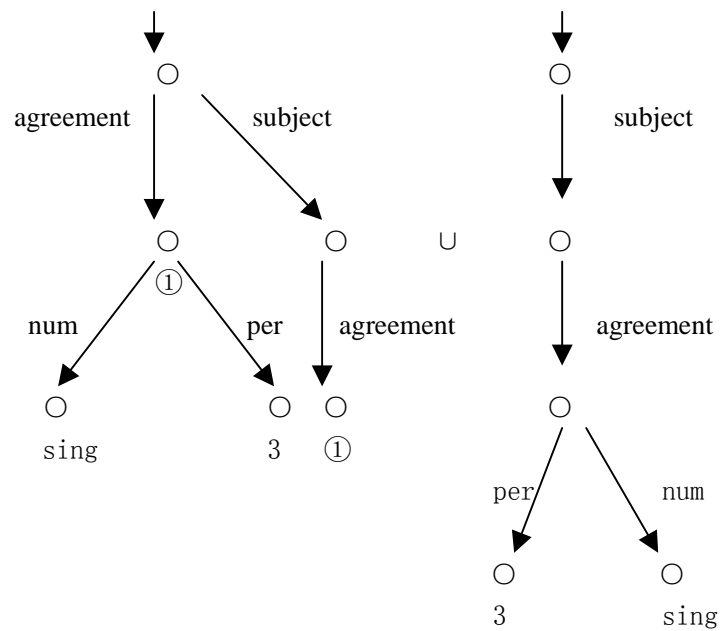 agreement subject subject
∪
①
num per agreement agreement
sing 3 ①
per num
3 sing